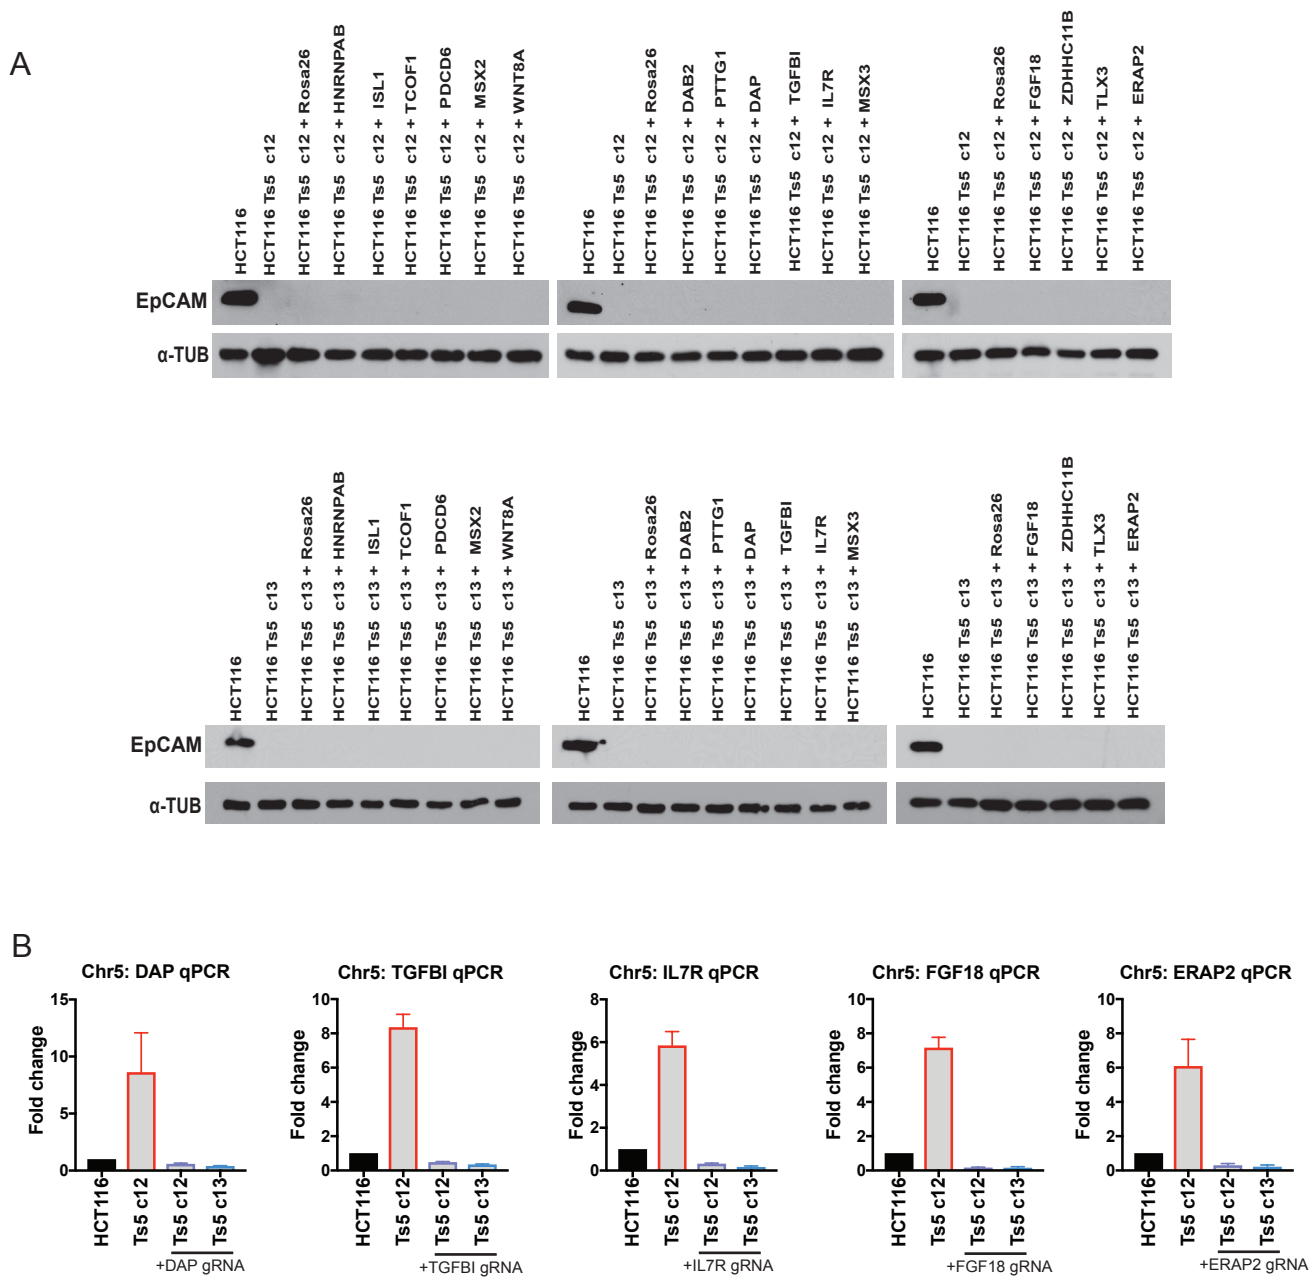 A
HCT116
HCT116 Ts5 c12
HCT116 Ts5 c12 + Rosa26
HCT116 Ts5 c12 + HNRNPAB
HCT116 Ts5 c12 + ISL1
HCT116 Ts5 c12 + TCOF1
HCT116 Ts5 c12 + PDCD6
HCT116 Ts5 c12 + MSX2
HCT116 Ts5 c12 + WNT8A
HCT116
HCT116 Ts5 c12
HCT116 Ts5 c12 + Rosa26
HCT116 Ts5 c12 + DAB2
HCT116 Ts5 c12 + PTTG1
HCT116 Ts5 c12 + DAP
HCT116 Ts5 c12 + TGFBI
HCT116 Ts5 c12 + IL7R
HCT116 Ts5 c12 + MSX3
HCT116
HCT116 Ts5 c12
HCT116 Ts5 c12 + Rosa26
HCT116 Ts5 c12 + FGF18
HCT116 Ts5 c12 + ZDHHC11B
HCT116 Ts5 c12 + TLX3
HCT116 Ts5 c12 + ERAP2
EpCAM
α-TUB
HCT116
HCT116 Ts5 c13
HCT116 Ts5 c13 + Rosa26
HCT116 Ts5 c13 + HNRNPAB
HCT116 Ts5 c13 + ISL1
HCT116 Ts5 c13 + TCOF1
HCT116 Ts5 c13 + PDCD6
HCT116 Ts5 c13 + MSX2
HCT116 Ts5 c13 + WNT8A
HCT116
HCT116 Ts5 c13
HCT116 Ts5 c13 + Rosa26
HCT116 Ts5 c13 + DAB2
HCT116 Ts5 c13 + PTTG1
HCT116 Ts5 c13 + DAP
HCT116 Ts5 c13 + TGFBI
HCT116 Ts5 c13 + IL7R
HCT116 Ts5 c13 + MSX3
HCT116
HCT116 Ts5 c13
HCT116 Ts5 c13 + Rosa26
HCT116 Ts5 c13 + FGF18
HCT116 Ts5 c13 + ZDHHC11B
HCT116 Ts5 c13 + TLX3
HCT116 Ts5 c13 + ERAP2
EpCAM
α-TUB
B
Chr5: DAP qPCR
Fold change
15
10
5
0
HCT116
Ts5 c12
Ts5 c12
Ts5 c13
+DAP gRNA
Chr5: TGFBI qPCR
Fold change
10
8
6
4
2
0
HCT116
Ts5 c12
Ts5 c12
Ts5 c13
+TGFBI gRNA
Chr5: IL7R qPCR
Fold change
8
6
4
2
0
HCT116
Ts5 c12
Ts5 c12
Ts5 c13
+IL7R gRNA
Chr5: FGF18 qPCR
Fold change
10
8
6
4
2
0
HCT116
Ts5 c12
Ts5 c12
Ts5 c13
+FGF18 gRNA
Chr5: ERAP2 qPCR
Fold change
10
8
6
4
2
0
HCT116
Ts5 c12
Ts5 c12
Ts5 c13
+ERAP2 gRNA